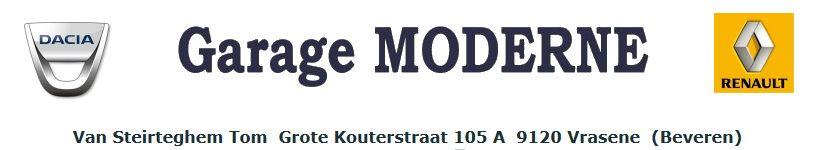 DACIA
Garage MODERNE
RENAULT
Van Steirteghem Tom Grote Kouterstraat 105 A 9120 Vrasene (Beveren)